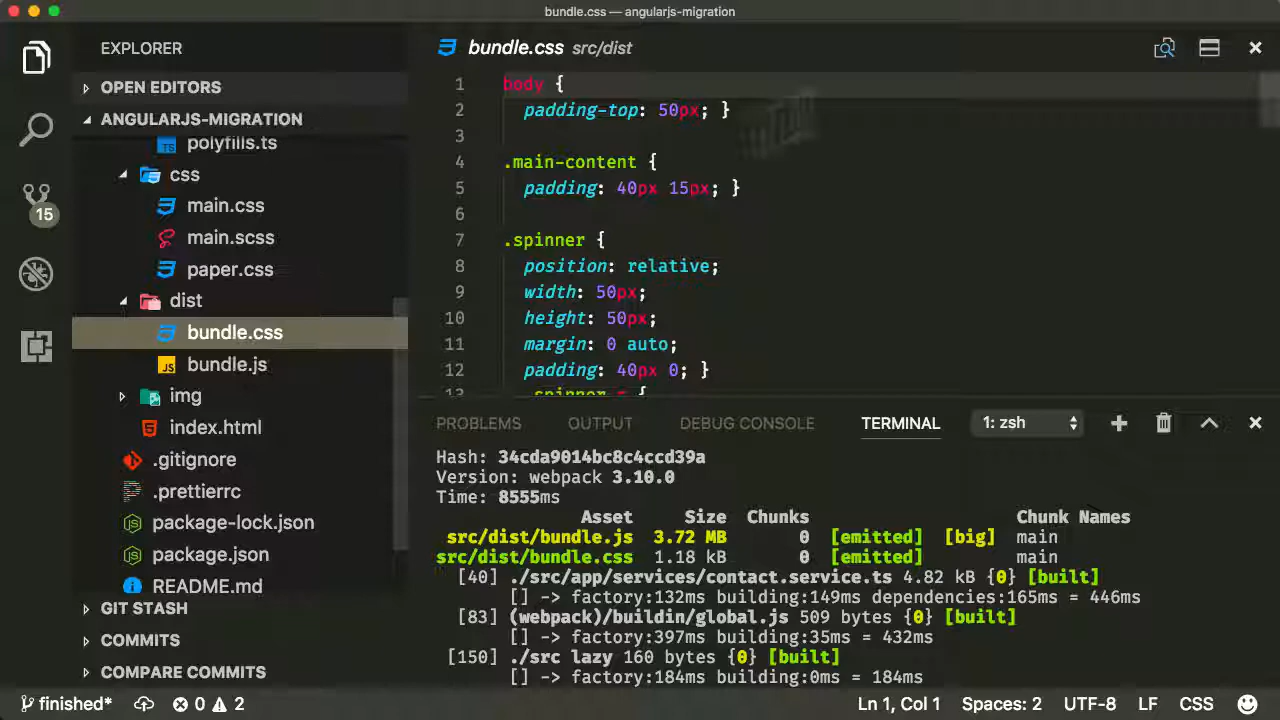 bundle.css — angularjs-migration
EXPLORER
OPEN EDITORS
ANGULARJS-MIGRATION
polyfills.ts
css
main.css
main.scss
paper.css
dist
bundle.css
bundle.js
img
index.html
.gitignore
.prettierrc
package-lock.json
package.json
README.md
GIT STASH
COMMITS
COMPARE COMMITS
15
bundle.css src/dist
1 body {
2 padding-top: 50px; }
3
4 .main-content {
5 padding: 40px 15px; }
6
7 .spinner {
8 position: relative;
9 width: 50px;
10 height: 50px;
11 margin: 0 auto;
12 padding: 40px 0; }
13 .spinner
PROBLEMS OUTPUT DEBUG CONSOLE TERMINAL 1: zsh
Hash: 34cda9014bc8c4ccd39a
Version: webpack 3.10.0
Time: 8555ms
Asset Size Chunks Chunk Names
src/dist/bundle.js 3.72 MB 0 [emitted] [big] main
src/dist/bundle.css 1.18 kB 0 [emitted] main
[40] ./src/app/services/contact.service.ts 4.82 kB {0} [built]
[] -> factory:132ms building:149ms dependencies:165ms = 446ms
[83] (webpack)/buildin/global.js 509 bytes {0} [built]
[] -> factory:397ms building:35ms = 432ms
[150] ./src lazy 160 bytes {0} [built]
[] -> factory:184ms building:0ms = 184ms
finished* 0 2 Ln 1, Col 1 Spaces: 2 UTF-8 LF CSS